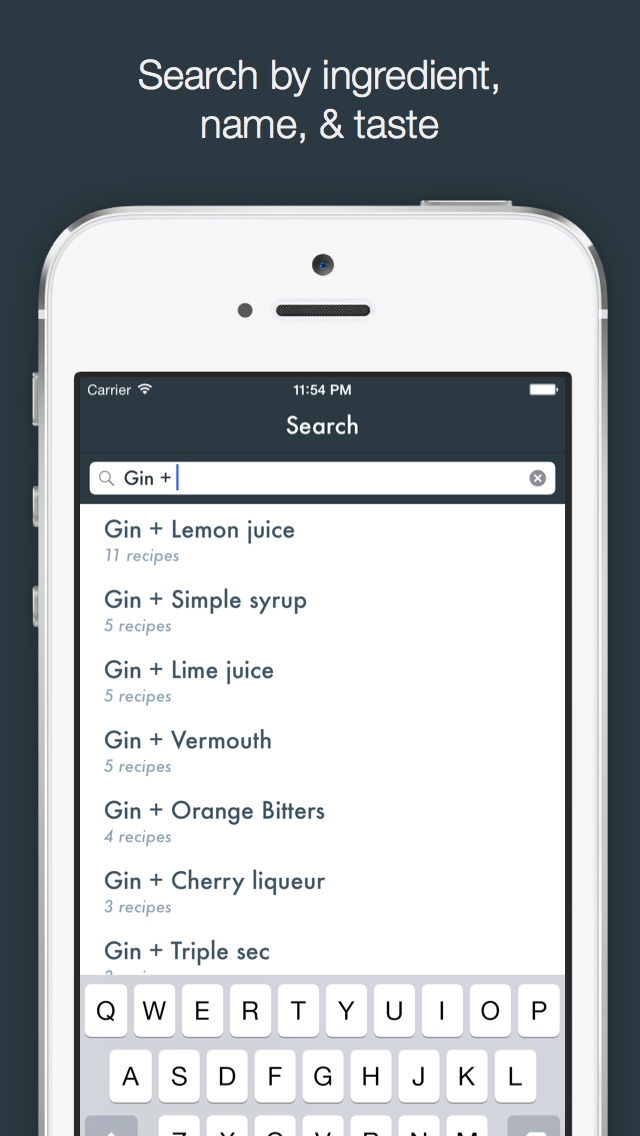 Search by ingredient,
name, & taste
Carrier 11:54 PM
Search
Gin +
Gin + Lemon juice
11 recipes
Gin + Simple syrup
5 recipes
Gin + Lime juice
5 recipes
Gin + Vermouth
5 recipes
Gin + Orange Bitters
4 recipes
Gin + Cherry liqueur
3 recipes
Gin + Triple sec
Q W E R T Y U I O P
A S D F G H J K L